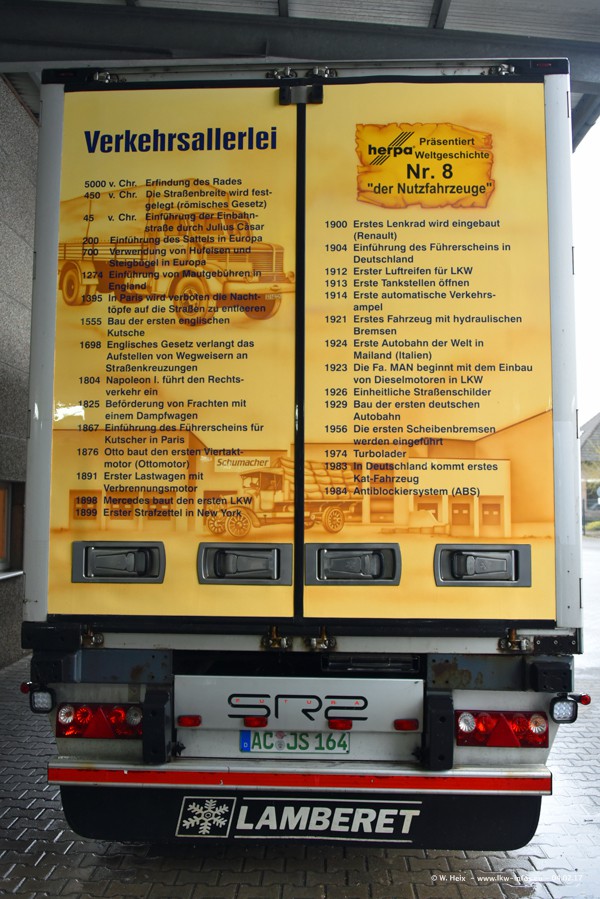 Verkehrsallerlei
5000 v. Chr. Erfindung des Rades
450 v. Chr. Die Straßenbreite wird fest-
gelegt (römisches Gesetz)
45 v. Chr. Einführung der Einbahn-
straße durch Julius Cäsar
200 Einführung des Sattels in Europa
700 Verwendung von Hufeisen und
Steigbügel in Europa
1274 Einführung von Mautgebühren in
England
1395 In Paris wird verboten die Nacht-
töpfe auf die Straßen zu entleeren
1555 Bau der ersten englischen
Kutsche
1698 Englisches Gesetz verlangt das
Aufstellen von Wegweisern an
Straßenkreuzungen
1804 Napoleon I. führt den Rechts-
verkehr ein
1825 Beförderung von Frachten mit
einem Dampfwagen
1867 Einführung des Führerscheins für
Kutscher in Paris
1876 Otto baut den ersten Viertakt-
motor (Ottomotor)
1891 Erster Lastwagen mit
Verbrennungsmotor
1898 Mercedes baut den ersten LKW
1899 Erster Strafzettel in New York
herpa Präsentiert
Weltgeschichte
Nr. 8
"der Nutzfahrzeuge"
1900 Erstes Lenkrad wird eingebaut
(Renault)
1904 Einführung des Führerscheins in
Deutschland
1912 Erster Luftreifen für LKW
1913 Erste Tankstellen öffnen
1914 Erste automatische Verkehrs-
ampel
1921 Erstes Fahrzeug mit hydraulischen
Bremsen
1924 Erste Autobahn der Welt in
Mailand (Italien)
1923 Die Fa. MAN beginnt mit dem Einbau
von Dieselmotoren in LKW
1926 Einheitliche Straßenschilder
1929 Bau der ersten deutschen
Autobahn
1956 Die ersten Scheibenbremsen
werden eingeführt
1974 Turbolader
1983 In Deutschland kommt erstes
Kat-Fahrzeug
1984 Antiblockiersystem (ABS)
Schumacher
SR2
FUTURA
D AC JS 164
LAMBERET
© W. Heix - www.lkw-infos.eu